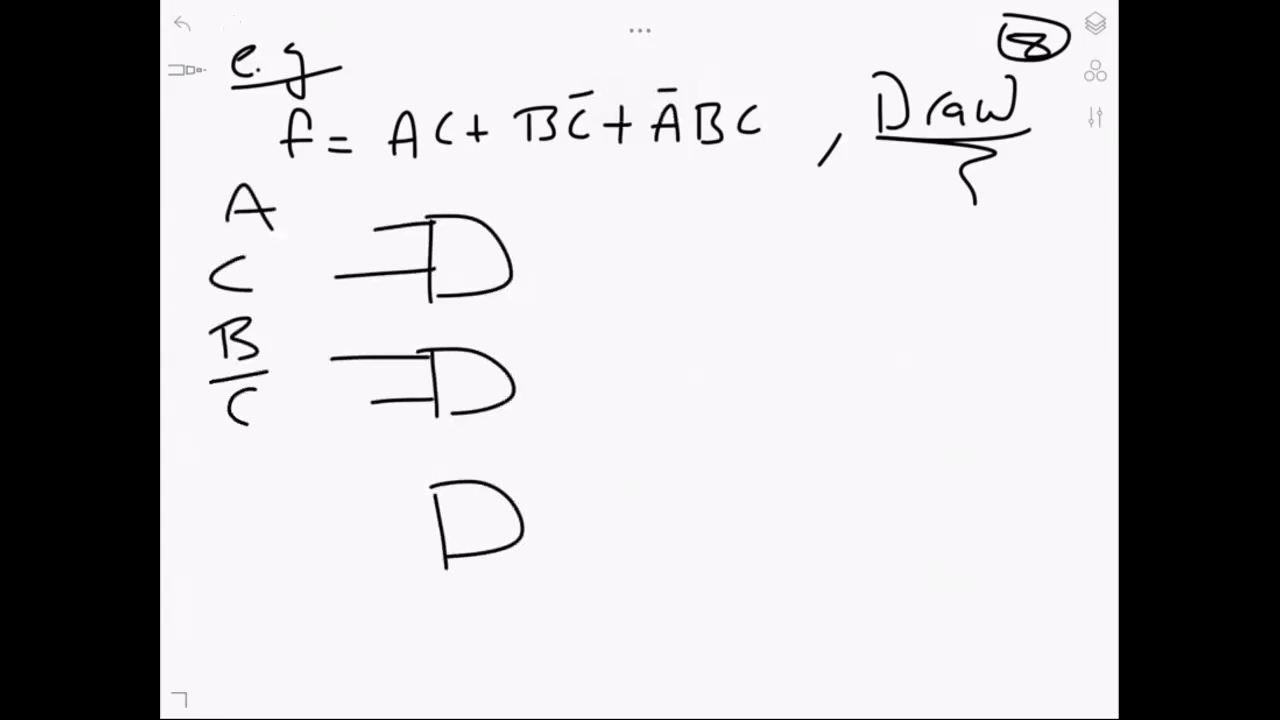 8
e.g
f = AC + BC̄ + ĀBC , Draw
A
C
B
C̄